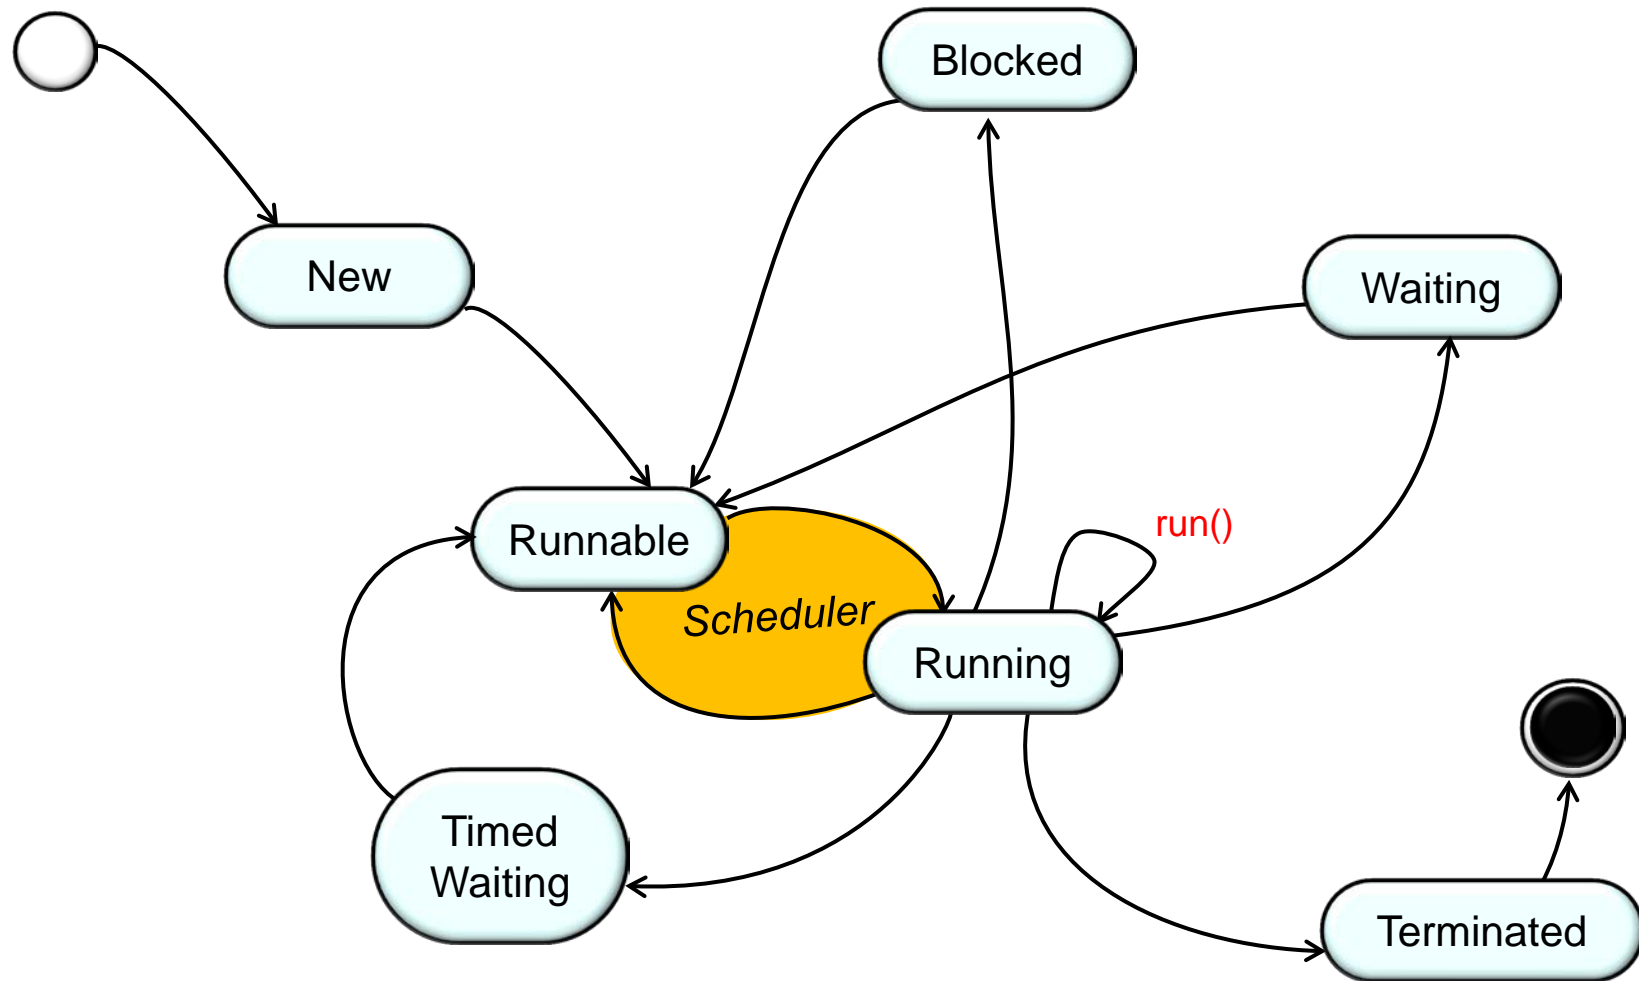 Blocked
New
Waiting
run()
Runnable
Scheduler
Running
Timed
Waiting
Terminated